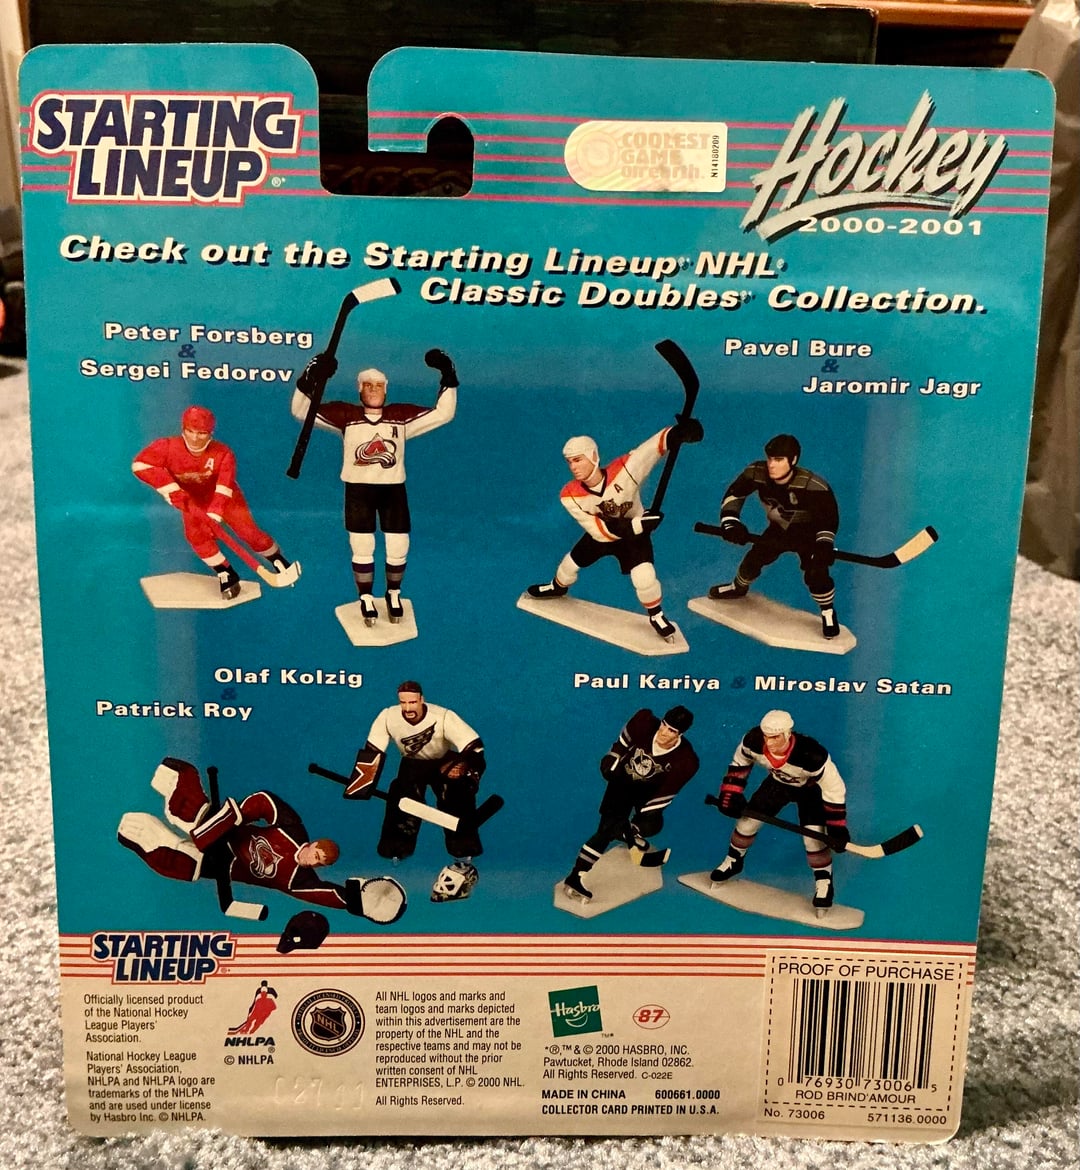 STARTING
LINEUP®
COOLEST
GAME
on earth.
N14180209
Hockey
2000-2001
Check out the Starting Lineup® NHL®
Classic Doubles® Collection.
Peter Forsberg
&
Sergei Fedorov
Pavel Bure
&
Jaromir Jagr
Olaf Kolzig
&
Patrick Roy
Paul Kariya & Miroslav Satan
STARTING
LINEUP®
Officially licensed product
of the National Hockey
League Players'
Association.
National Hockey League
Players' Association,
NHLPA and NHLPA logo are
trademarks of the NHLPA
and are used under license
by Hasbro Inc. © NHLPA.
NHLPA
®
© NHLPA
NHL
All NHL logos and marks and
team logos and marks depicted
within this advertisement are the
property of the NHL and the
respective teams and may not be
reproduced without the prior
written consent of NHL
ENTERPRISES, L.P. © 2000 NHL.
All Rights Reserved.
Hasbro
TM
87
*®,™ & © 2000 HASBRO, INC.
Pawtucket, Rhode Island 02862.
All Rights Reserved. C-022E
MADE IN CHINA 600661.0000
COLLECTOR CARD PRINTED IN U.S.A.
PROOF OF PURCHASE
0 76930 73006 5
ROD BRIND'AMOUR
No. 73006 571136.0000